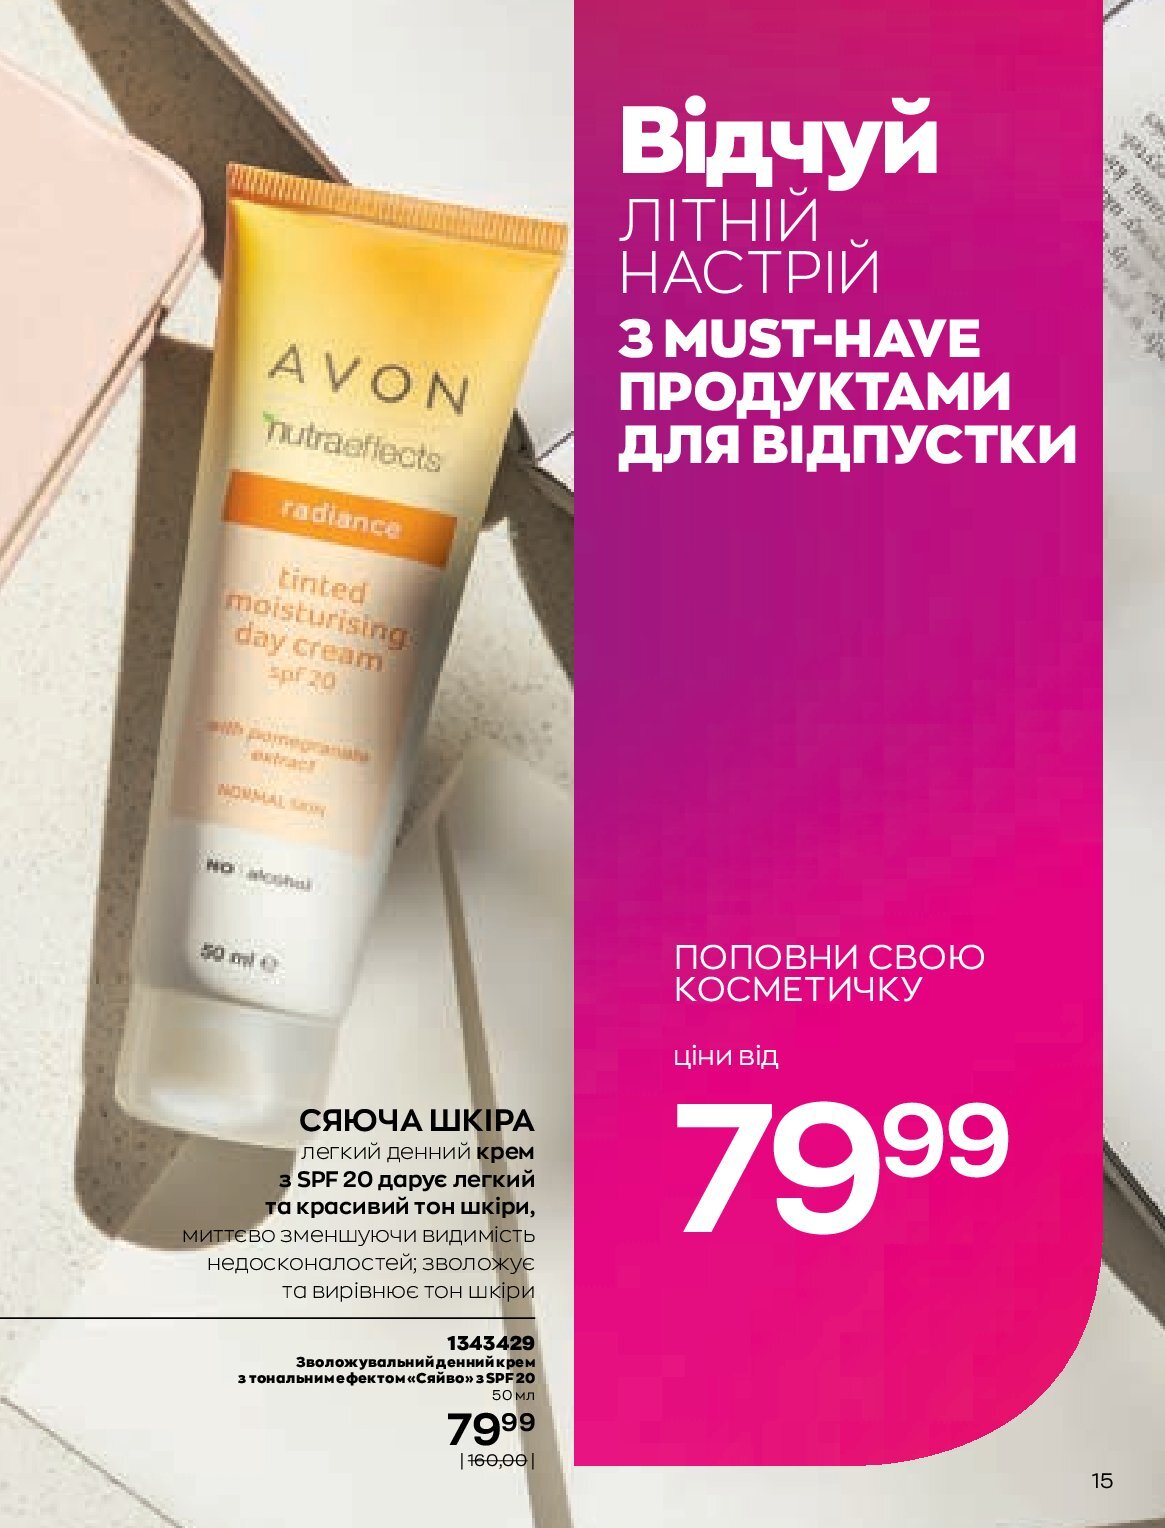 AVON
nutraeffects
radiance
tinted
moisturising
day cream
spf 20
with pomegranate
extract
NORMAL SKIN
NO alcohol
50 ml e
СЯЮЧА ШКІРА
легкий денний крем
з SPF 20 дарує легкий
та красивий тон шкіри,
миттєво зменшуючи видимість
недосконалостей; зволожує
та вирівнює тон шкіри
1343429
Зволожувальний денний крем
з тональним ефектом «Сяйво» з SPF 20
50 мл
79⁹⁹
| 160,00 |
Відчуй
ЛІТНІЙ
НАСТРІЙ
З MUST-HAVE
ПРОДУКТАМИ
ДЛЯ ВІДПУСТКИ
ПОПОВНИ СВОЮ
КОСМЕТИЧКУ
ціни від
79⁹⁹
15